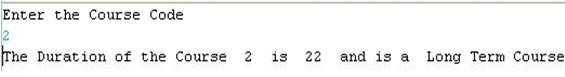 Enter the Course Code
2
The Duration of the Course  2  is  22  and is a  Long Term Course